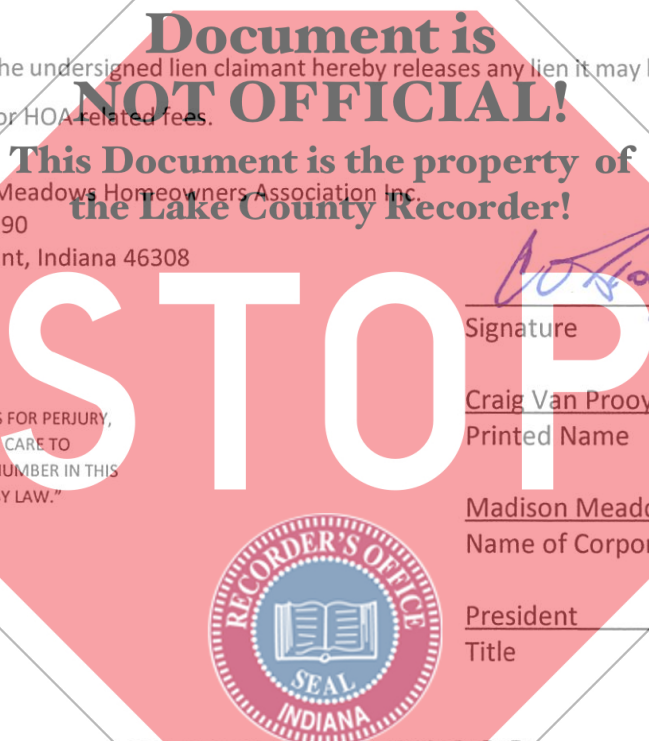 Document is
he undersigned lien claimant hereby releases any lien it may
NOT OFFICIAL!
or HOA related fees.
This Document is the property of
Meadows Homeowners Association Inc.
the Lake County Recorder!
90
nt, Indiana 46308
STOP
Signature
S FOR PERJURY,
CARE TO
NUMBER IN THIS
BY LAW.”
Craig Van Prooy
Printed Name
Madison Meado
Name of Corpor
RECORDER'S OFFICE
SEAL
INDIANA
President
Title